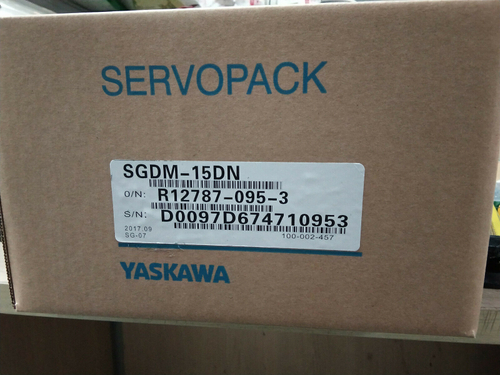 SERVOPACK
SGDM-15DN
O/N: R12787-095-3
S/N: D0097D674710953
2017.09
SG-07 100-002-457
YASKAWA